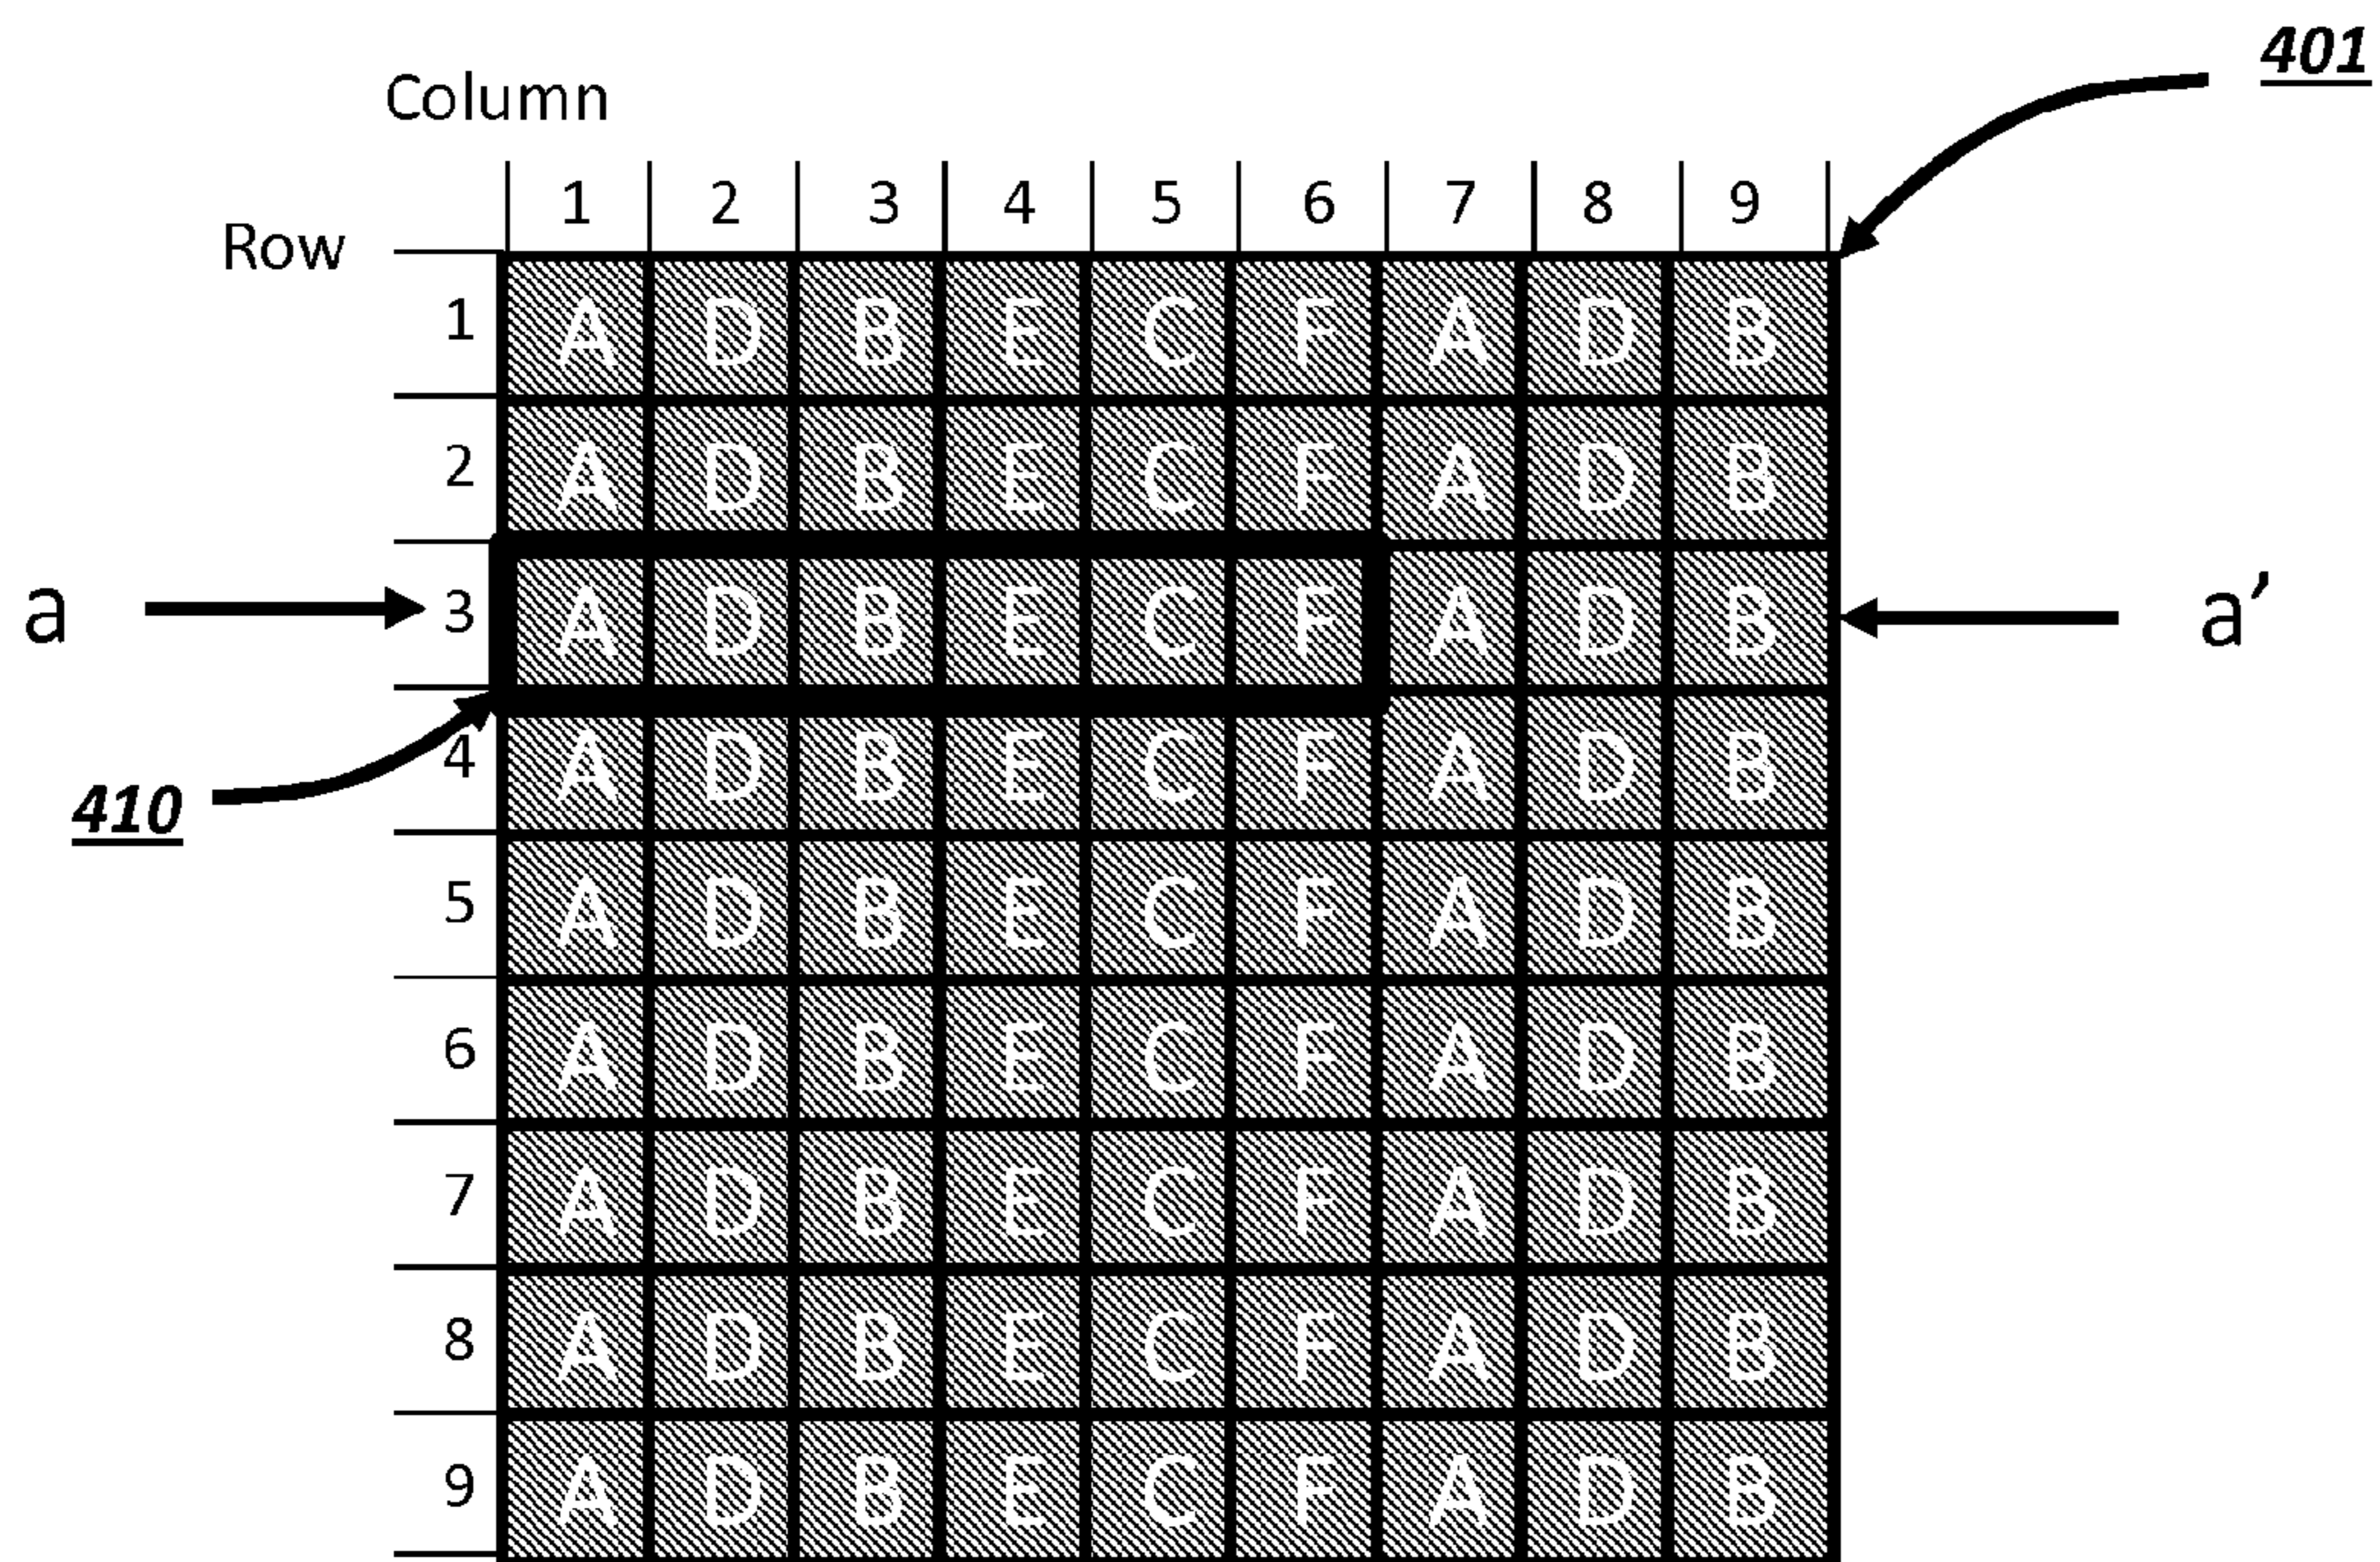 401
Column
1 2 3 4 5 6 7 8 9
Row
1 A D B E C F A D B
2 A D B E C F A D B
a 3 A D B E C F A D B a′
4 A D B E C F A D B
410
5 A D B E C F A D B
6 A D B E C F A D B
7 A D B E C F A D B
8 A D B E C F A D B
9 A D B E C F A D B